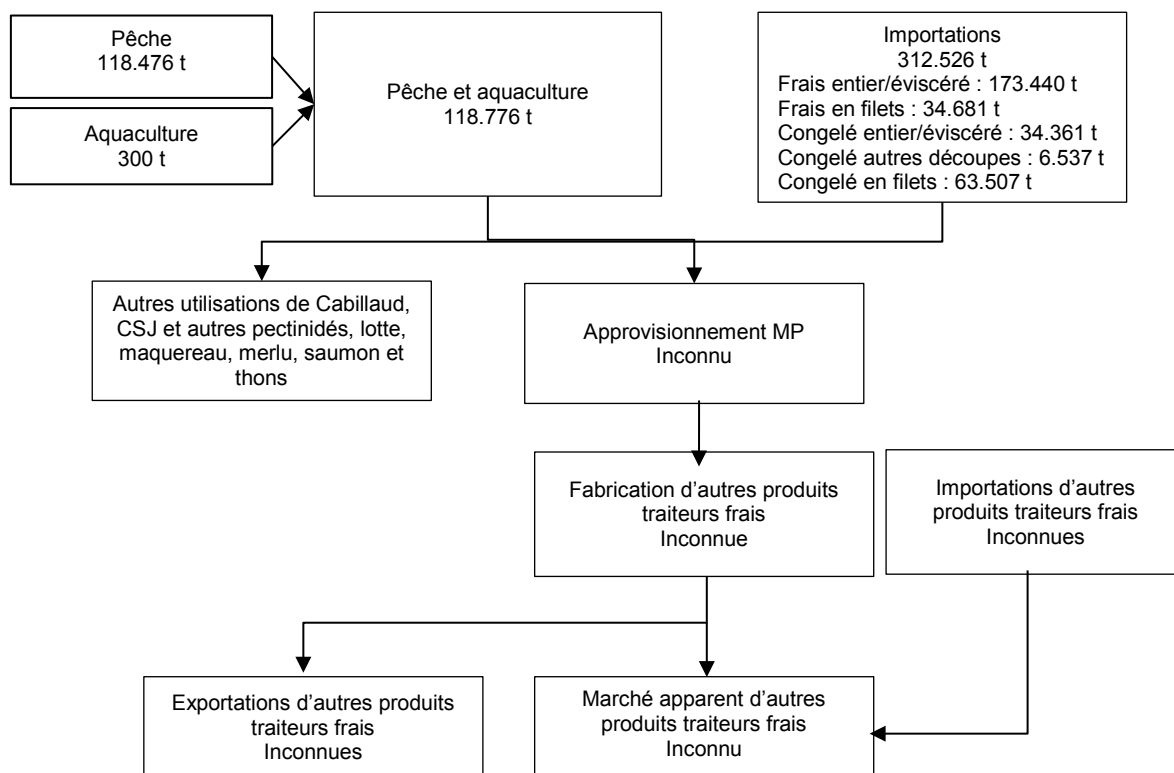 Pêche
118.476 t
Aquaculture
300 t
Pêche et aquaculture
118.776 t
Importations
312.526 t
Frais entier/éviscéré : 173.440 t
Frais en filets : 34.681 t
Congelé entier/éviscéré : 34.361 t
Congelé autres découpes : 6.537 t
Congelé en filets : 63.507 t
Autres utilisations de Cabillaud,
CSJ et autres pectinidés, lotte,
maquereau, merlu, saumon et
thons
Approvisionnement MP
Inconnu
Fabrication d’autres produits
traiteurs frais
Inconnue
Importations d’autres
produits traiteurs frais
Inconnues
Exportations d’autres produits
traiteurs frais
Inconnues
Marché apparent d’autres
produits traiteurs frais
Inconnu